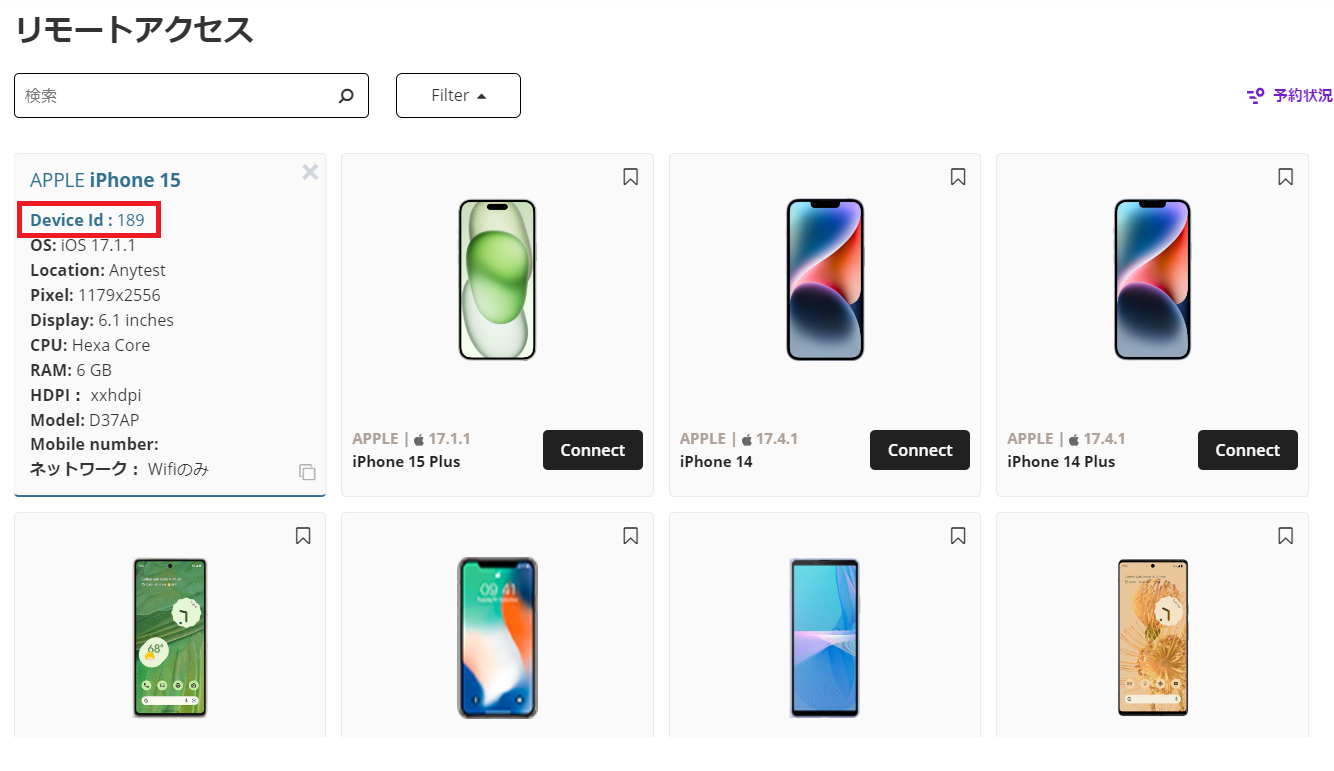 リモートアクセス
検索
Filter
予約状況
APPLE iPhone 15
Device Id : 189
OS: iOS 17.1.1
Location: Anytest
Pixel: 1179x2556
Display: 6.1 inches
CPU: Hexa Core
RAM: 6 GB
HDPI： xxhdpi
Model: D37AP
Mobile number:
ネットワーク： Wifiのみ
APPLE | 17.1.1
iPhone 15 Plus
Connect
APPLE | 17.4.1
iPhone 14
Connect
APPLE | 17.4.1
iPhone 14 Plus
Connect
68°
09 41